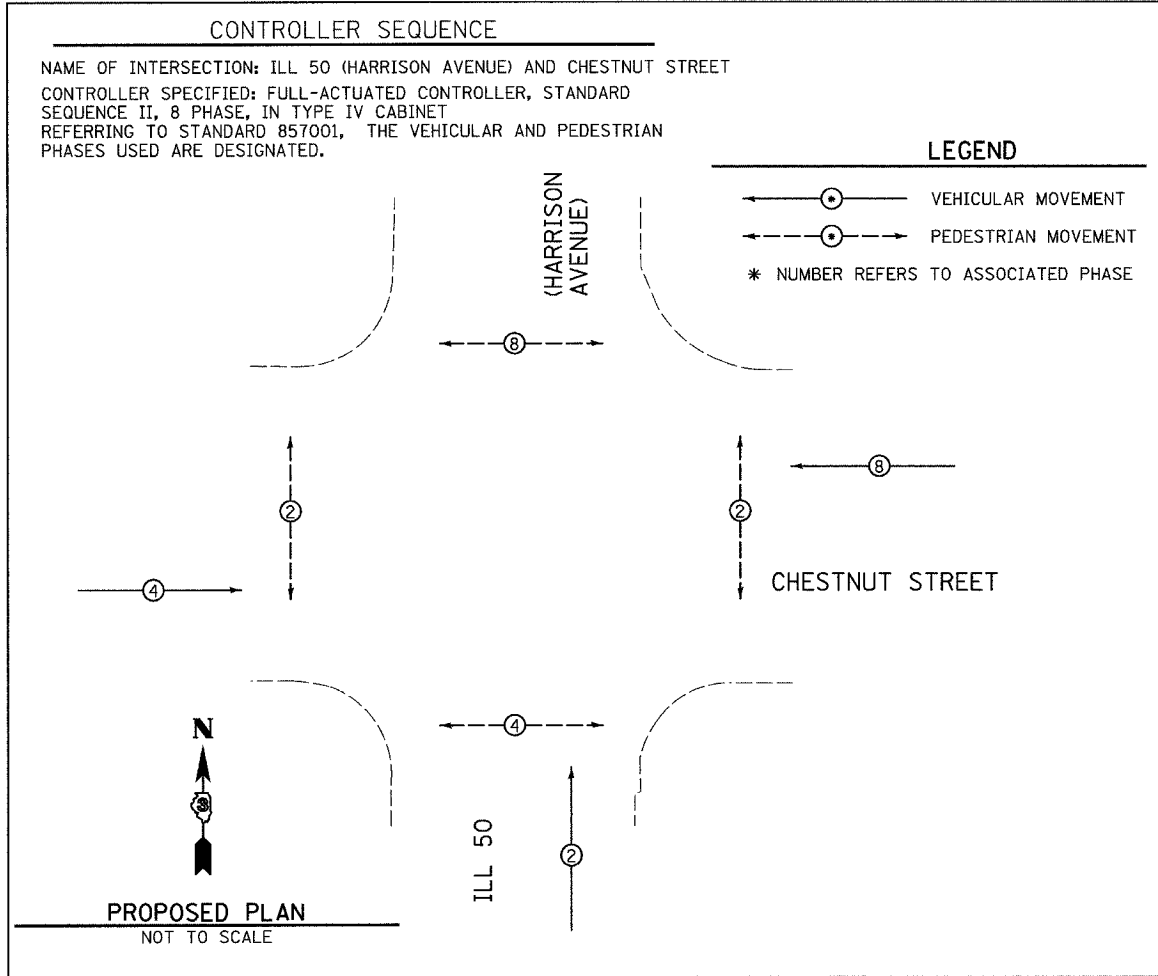 CONTROLLER SEQUENCE
NAME OF INTERSECTION: ILL 50 (HARRISON AVENUE) AND CHESTNUT STREET
CONTROLLER SPECIFIED: FULL-ACTUATED CONTROLLER, STANDARD
SEQUENCE II, 8 PHASE, IN TYPE IV CABINET
REFERRING TO STANDARD 857001, THE VEHICULAR AND PEDESTRIAN
PHASES USED ARE DESIGNATED.
LEGEND
* VEHICULAR MOVEMENT
* PEDESTRIAN MOVEMENT
* NUMBER REFERS TO ASSOCIATED PHASE
(HARRISON
AVENUE)
8
8
2
2
4
CHESTNUT STREET
4
N
3
ILL 50
2
PROPOSED PLAN
NOT TO SCALE